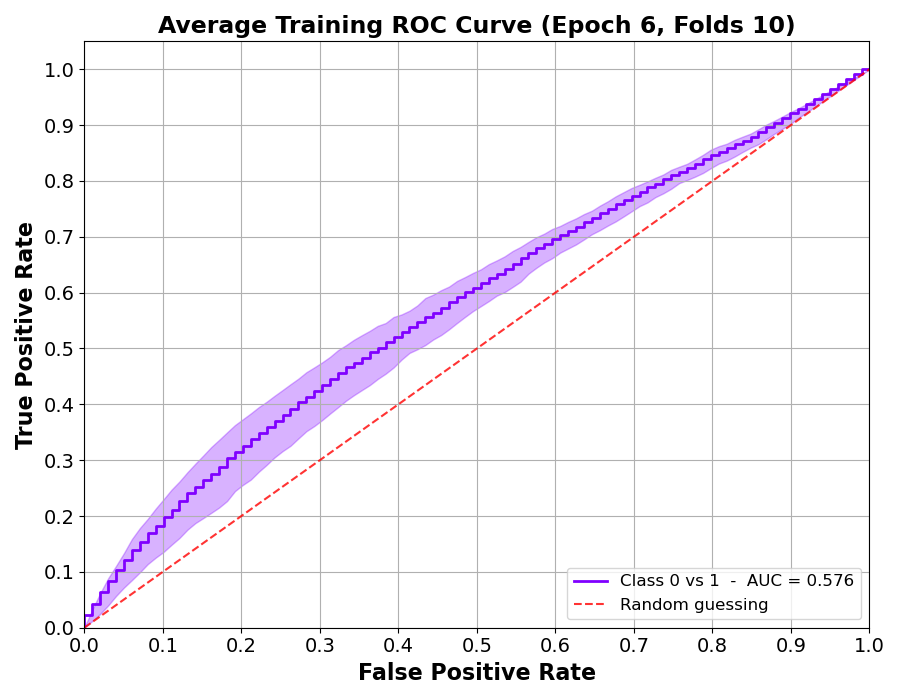 Average Training ROC Curve (Epoch 6, Folds 10)
True Positive Rate
1.0
0.9
0.8
0.7
0.6
0.5
0.4
0.3
0.2
0.1
0.0
Class 0 vs 1 - AUC = 0.576
Random guessing
0.0 0.1 0.2 0.3 0.4 0.5 0.6 0.7 0.8 0.9 1.0
False Positive Rate